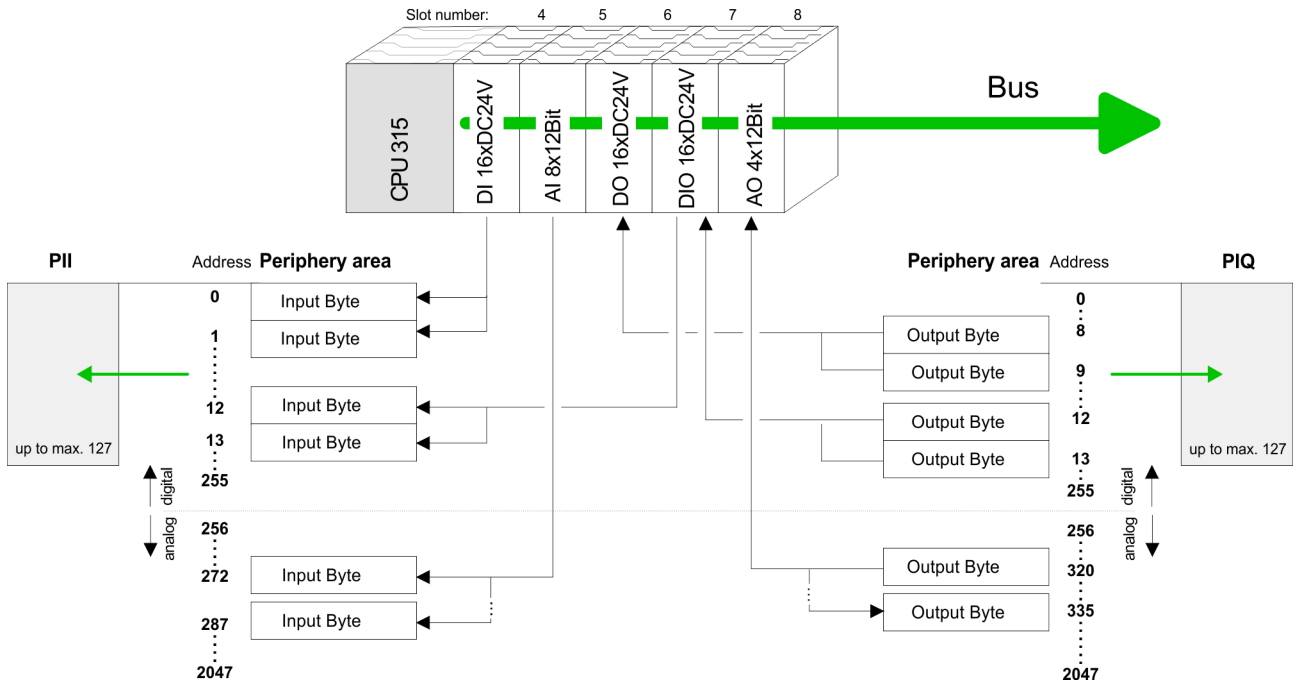 Slot number: 4 5 6 7 8
CPU 315
DI 16xDC24V
AI 8x12Bit
DO 16xDC24V
DIO 16xDC24V
AO 4x12Bit
Bus
PII
Address Periphery area
0 Input Byte
1 Input Byte
12 Input Byte
13 Input Byte
up to max. 127
255
digital
analog
256
272 Input Byte
287 Input Byte
2047
Periphery area Address
PIQ
0
Output Byte 8
Output Byte 9
Output Byte 12
Output Byte 13
up to max. 127
255
digital
analog
256
Output Byte 320
Output Byte 335
2047